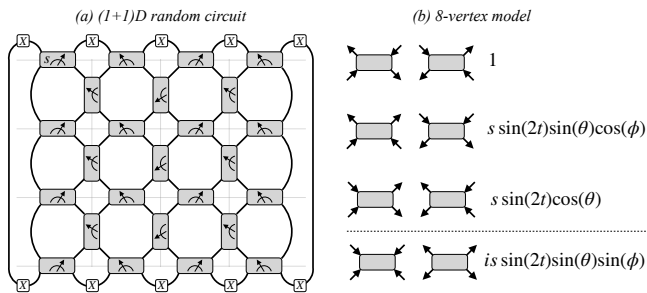 (a) (1+1)D random circuit
(b) 8-vertex model
X X X X X
s
X X X X X
1
s sin(2t)sin(θ)cos(ϕ)
s sin(2t)cos(θ)
is sin(2t)sin(θ)sin(ϕ)